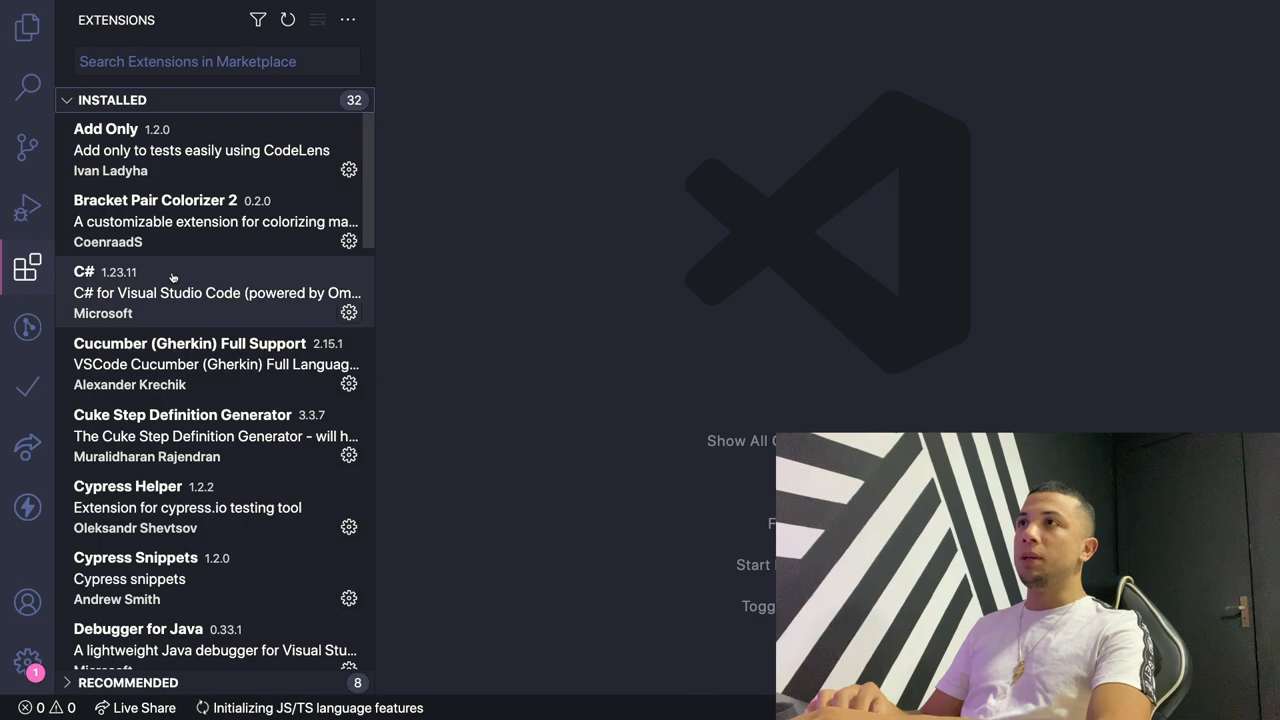 EXTENSIONS
Search Extensions in Marketplace
INSTALLED 32
Add Only 1.2.0
Add only to tests easily using CodeLens
Ivan Ladyha
Bracket Pair Colorizer 2 0.2.0
A customizable extension for colorizing ma...
CoenraadS
C# 1.23.11
C# for Visual Studio Code (powered by Om...
Microsoft
Cucumber (Gherkin) Full Support 2.15.1
VSCode Cucumber (Gherkin) Full Languag...
Alexander Krechik
Cuke Step Definition Generator 3.3.7
The Cuke Step Definition Generator - will h...
Muralidharan Rajendran
Cypress Helper 1.2.2
Extension for cypress.io testing tool
Oleksandr Shevtsov
Cypress Snippets 1.2.0
Cypress snippets
Andrew Smith
Debugger for Java 0.33.1
A lightweight Java debugger for Visual Stu...
Microsoft
RECOMMENDED 8
1
0 0 Live Share Initializing JS/TS language features
Show All
Start
Togg